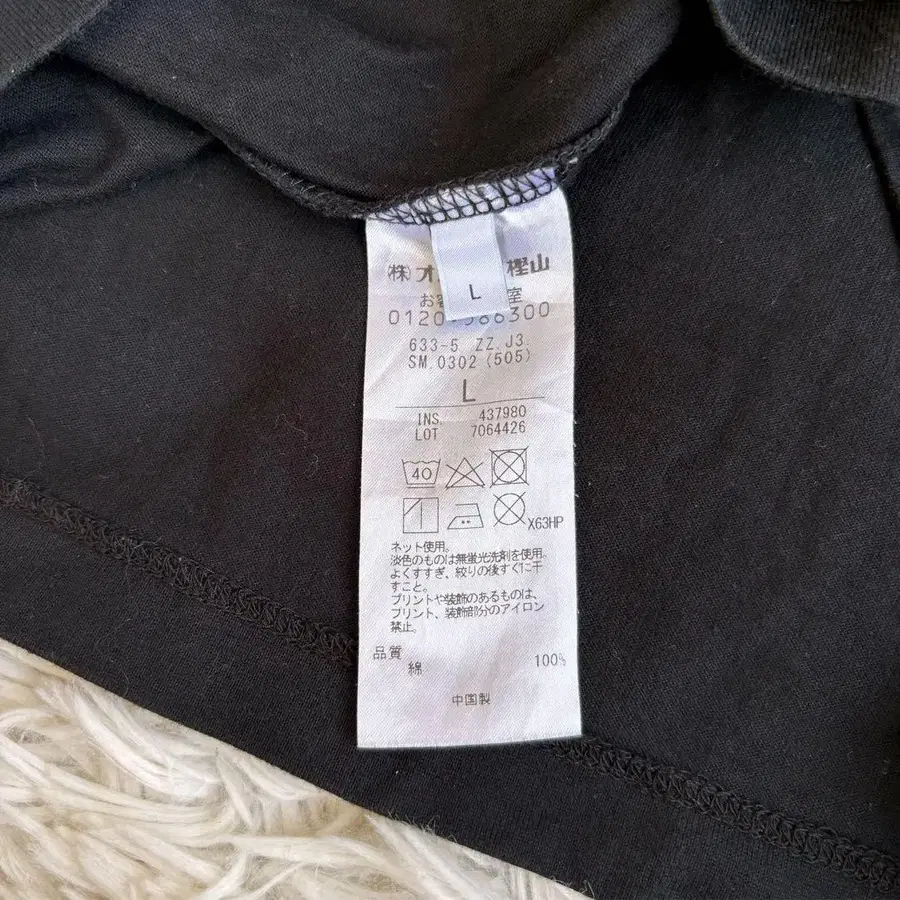 (株)オ 樫山
L
お客 室
0120-586300
633-5 ZZ.J3.
SM.0302 (505)
L
INS. 437980
LOT 7064426
40
X63HP
ネット使用。
淡色のものは無蛍光洗剤を使用。
よくすすぎ、絞りの後すぐに干
すこと。
プリントや装飾のあるものは、
プリント、装飾部分のアイロン
禁止。
品質
綿 100%
中国製